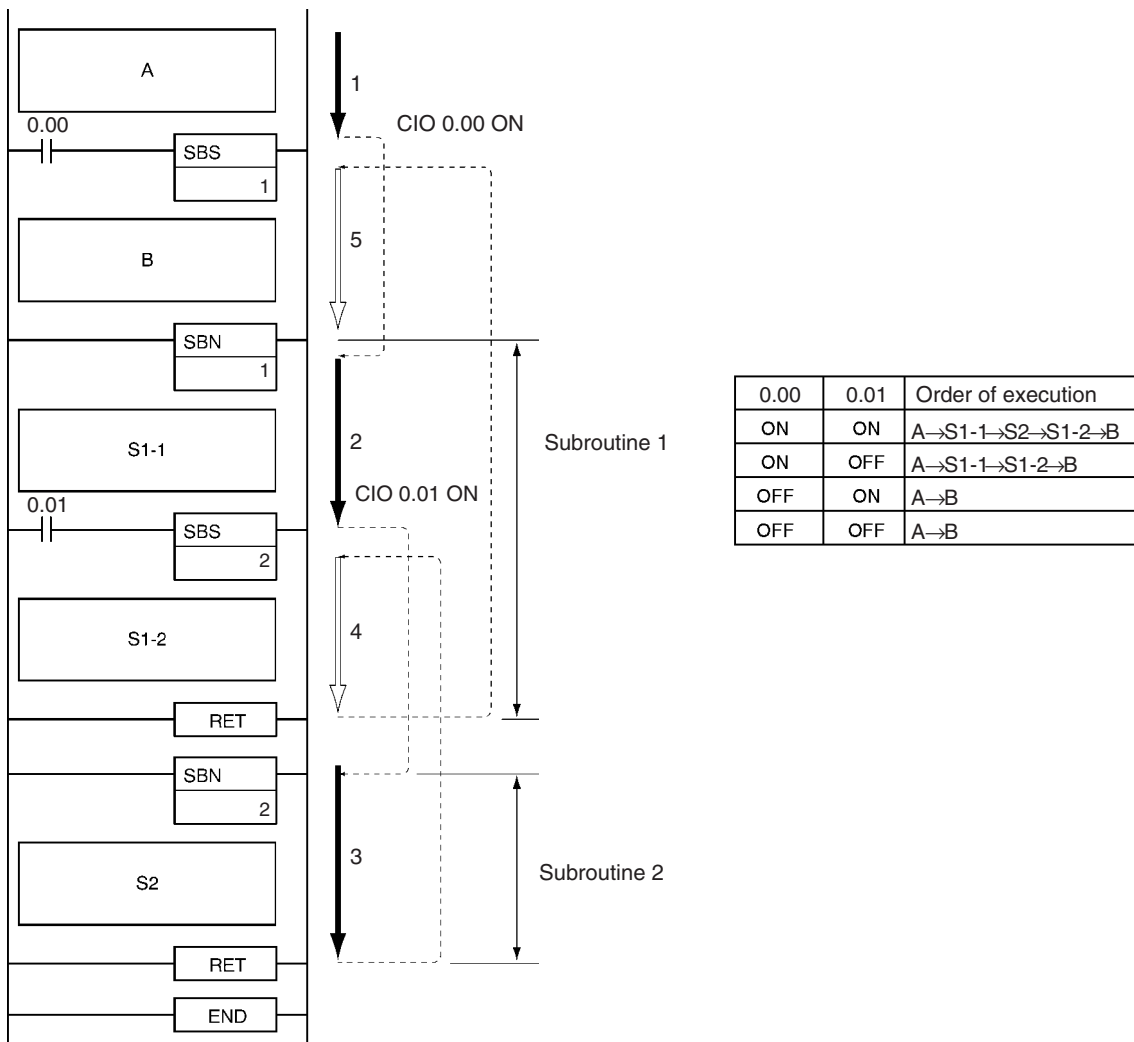 A
1
0.00
CIO 0.00 ON
SBS
1
B
5
SBN
1
S1-1
2
Subroutine 1
0.01
CIO 0.01 ON
SBS
2
S1-2
4
RET
SBN
2
S2
3
Subroutine 2
RET
END
0.00 0.01 Order of execution
ON ON A→S1-1→S2→S1-2→B
ON OFF A→S1-1→S1-2→B
OFF ON A→B
OFF OFF A→B